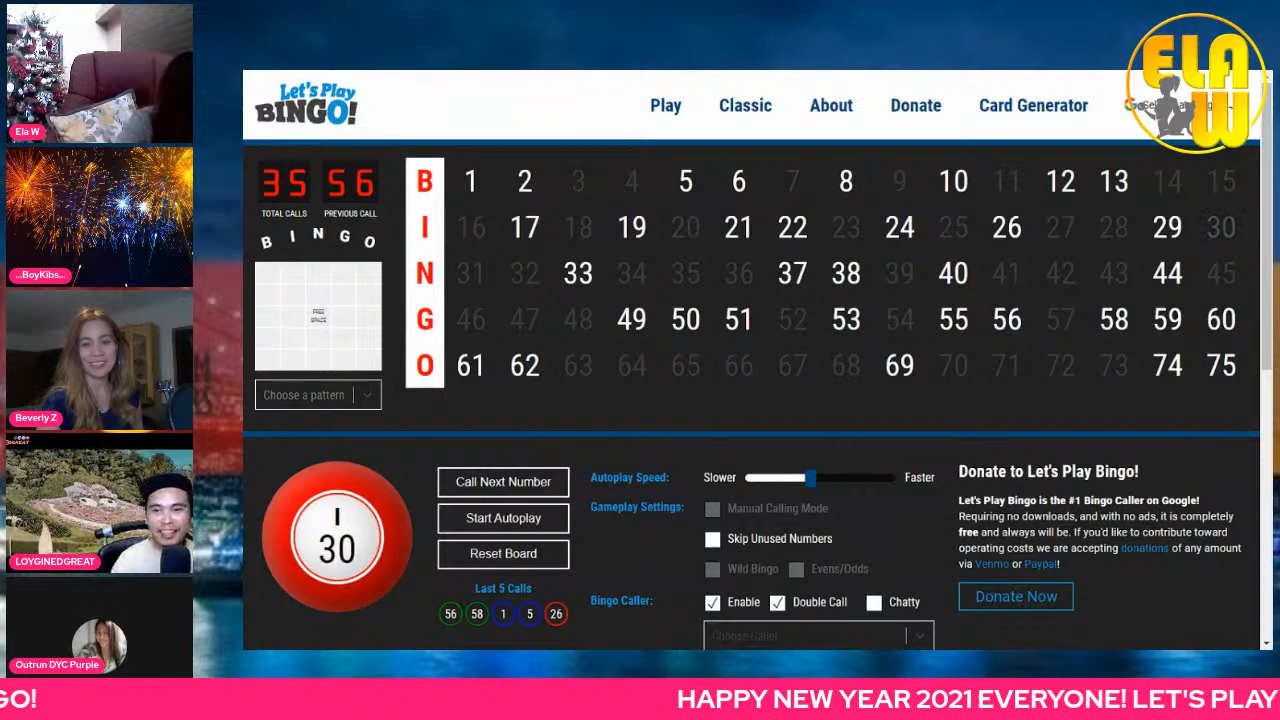 Ela W
...BoyKibs...
Beverly Z
LOYGINEDGREAT
Outrun DYC Purple
Let's Play
BINGO!
Play Classic About Donate Card Generator
ELA
W
35 56
TOTAL CALLS PREVIOUS CALL
B I N G O
FREE
SPACE
Choose a pattern
B 1 2 3 4 5 6 7 8 9 10 11 12 13 14 15
I 16 17 18 19 20 21 22 23 24 25 26 27 28 29 30
N 31 32 33 34 35 36 37 38 39 40 41 42 43 44 45
G 46 47 48 49 50 51 52 53 54 55 56 57 58 59 60
O 61 62 63 64 65 66 67 68 69 70 71 72 73 74 75
I
30
Call Next Number
Start Autoplay
Reset Board
Last 5 Calls
56 58 1 5 26
Autoplay Speed: Slower Faster
Gameplay Settings: Manual Calling Mode
Skip Unused Numbers
Wild Bingo Evens/Odds
Bingo Caller: Enable Double Call Chatty
Choose Caller
Donate to Let's Play Bingo!
Let's Play Bingo is the #1 Bingo Caller on Google!
Requiring no downloads, and with no ads, it is completely
free and always will be. If you'd like to contribute toward
operating costs we are accepting donations of any amount
via Venmo or Paypal!
Donate Now
GO! HAPPY NEW YEAR 2021 EVERYONE! LET'S PLAY